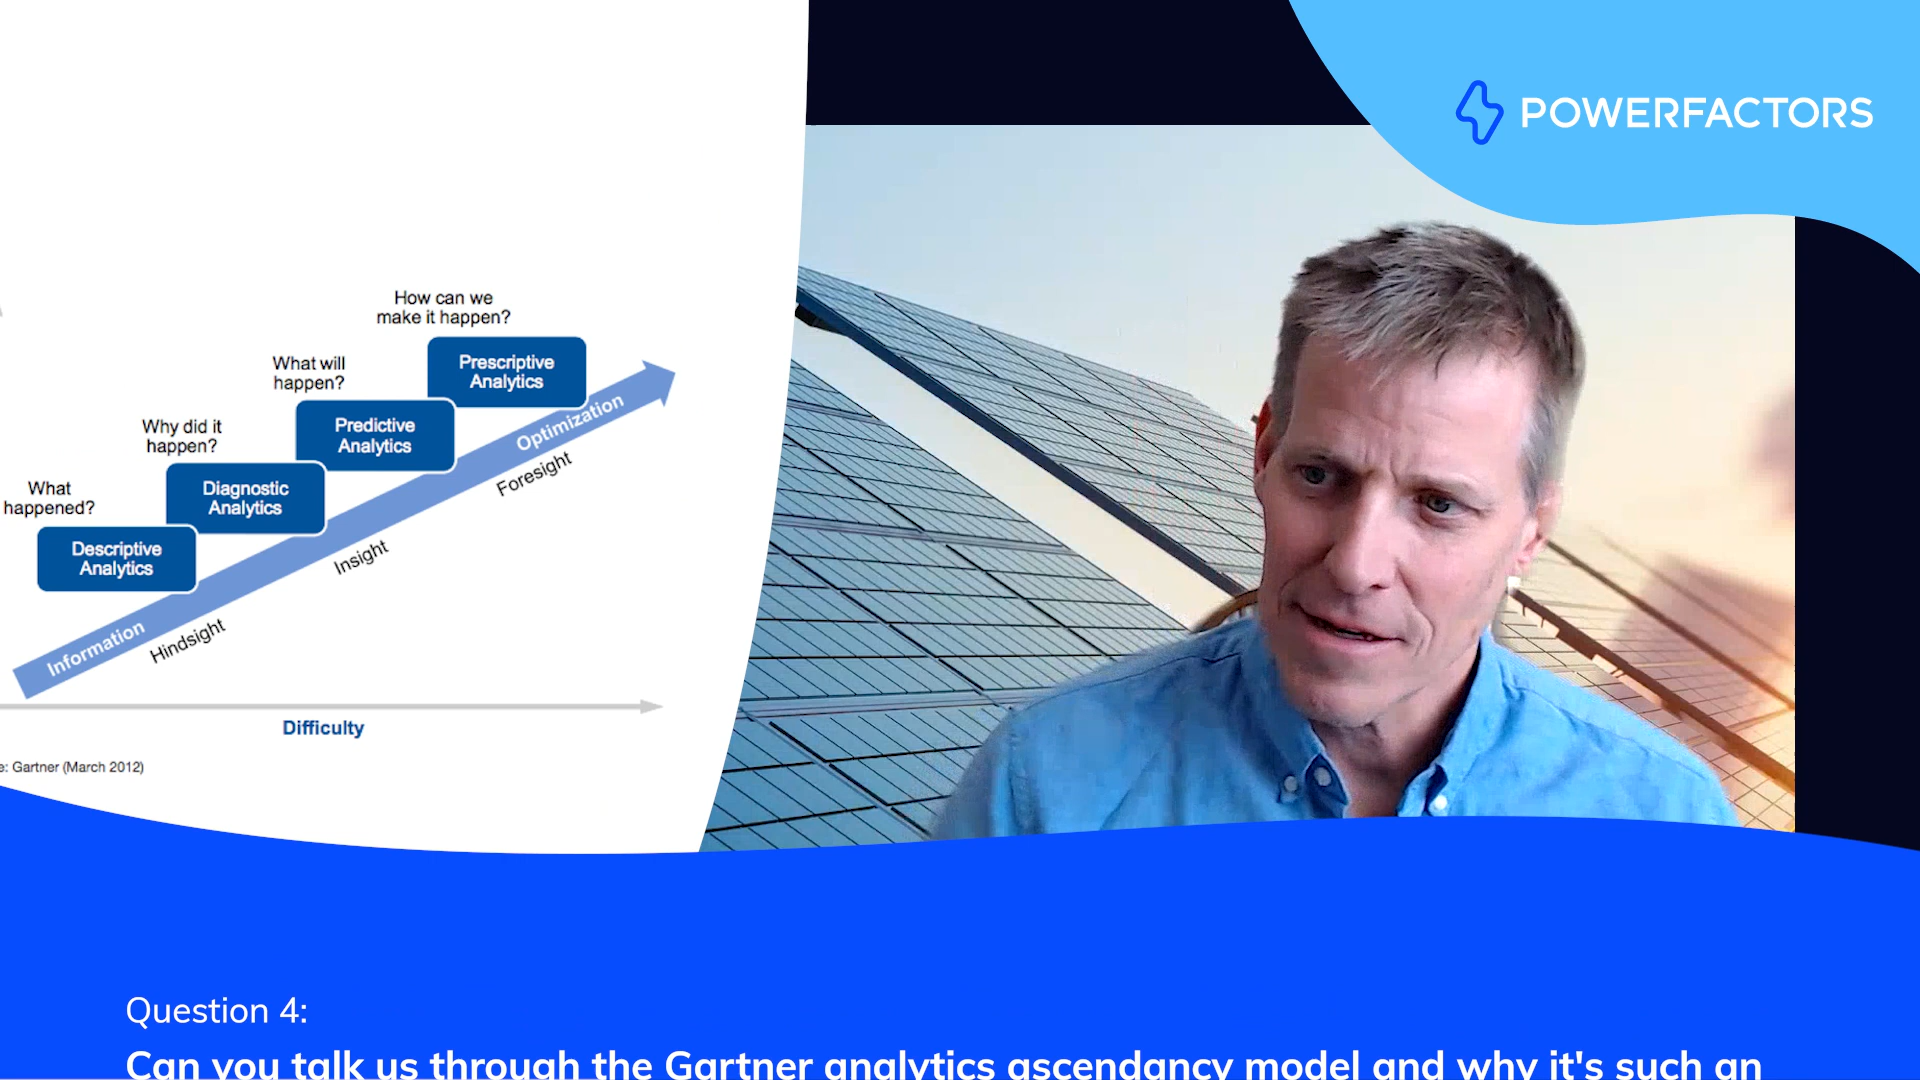 POWERFACTORS
How can we
make it happen?
Prescriptive
Analytics
What will
happen?
Predictive
Analytics
Optimization
Foresight
Why did it
happen?
Diagnostic
Analytics
Insight
What
happened?
Descriptive
Analytics
Information
Hindsight
Difficulty
e: Gartner (March 2012)
Question 4:
Can you talk us through the Gartner analytics ascendancy model and why it's such an